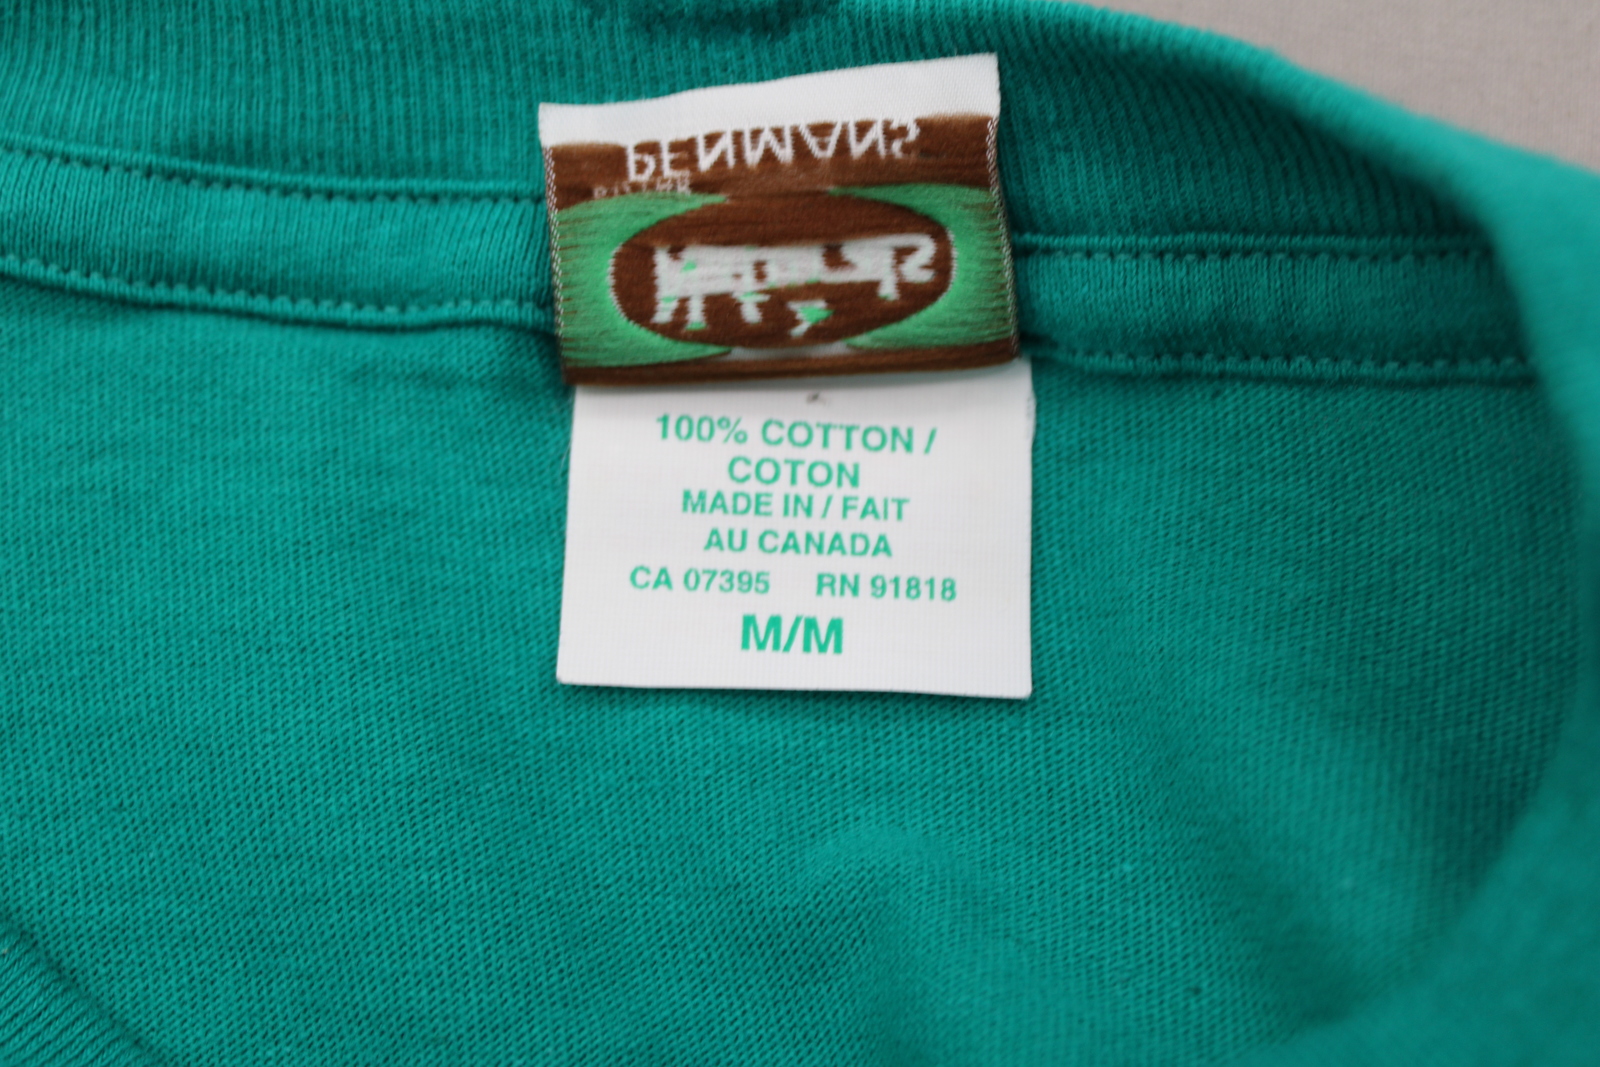 PENMANS
100% COTTON /
COTON
MADE IN / FAIT
AU CANADA
CA 07395 RN 91818
M/M